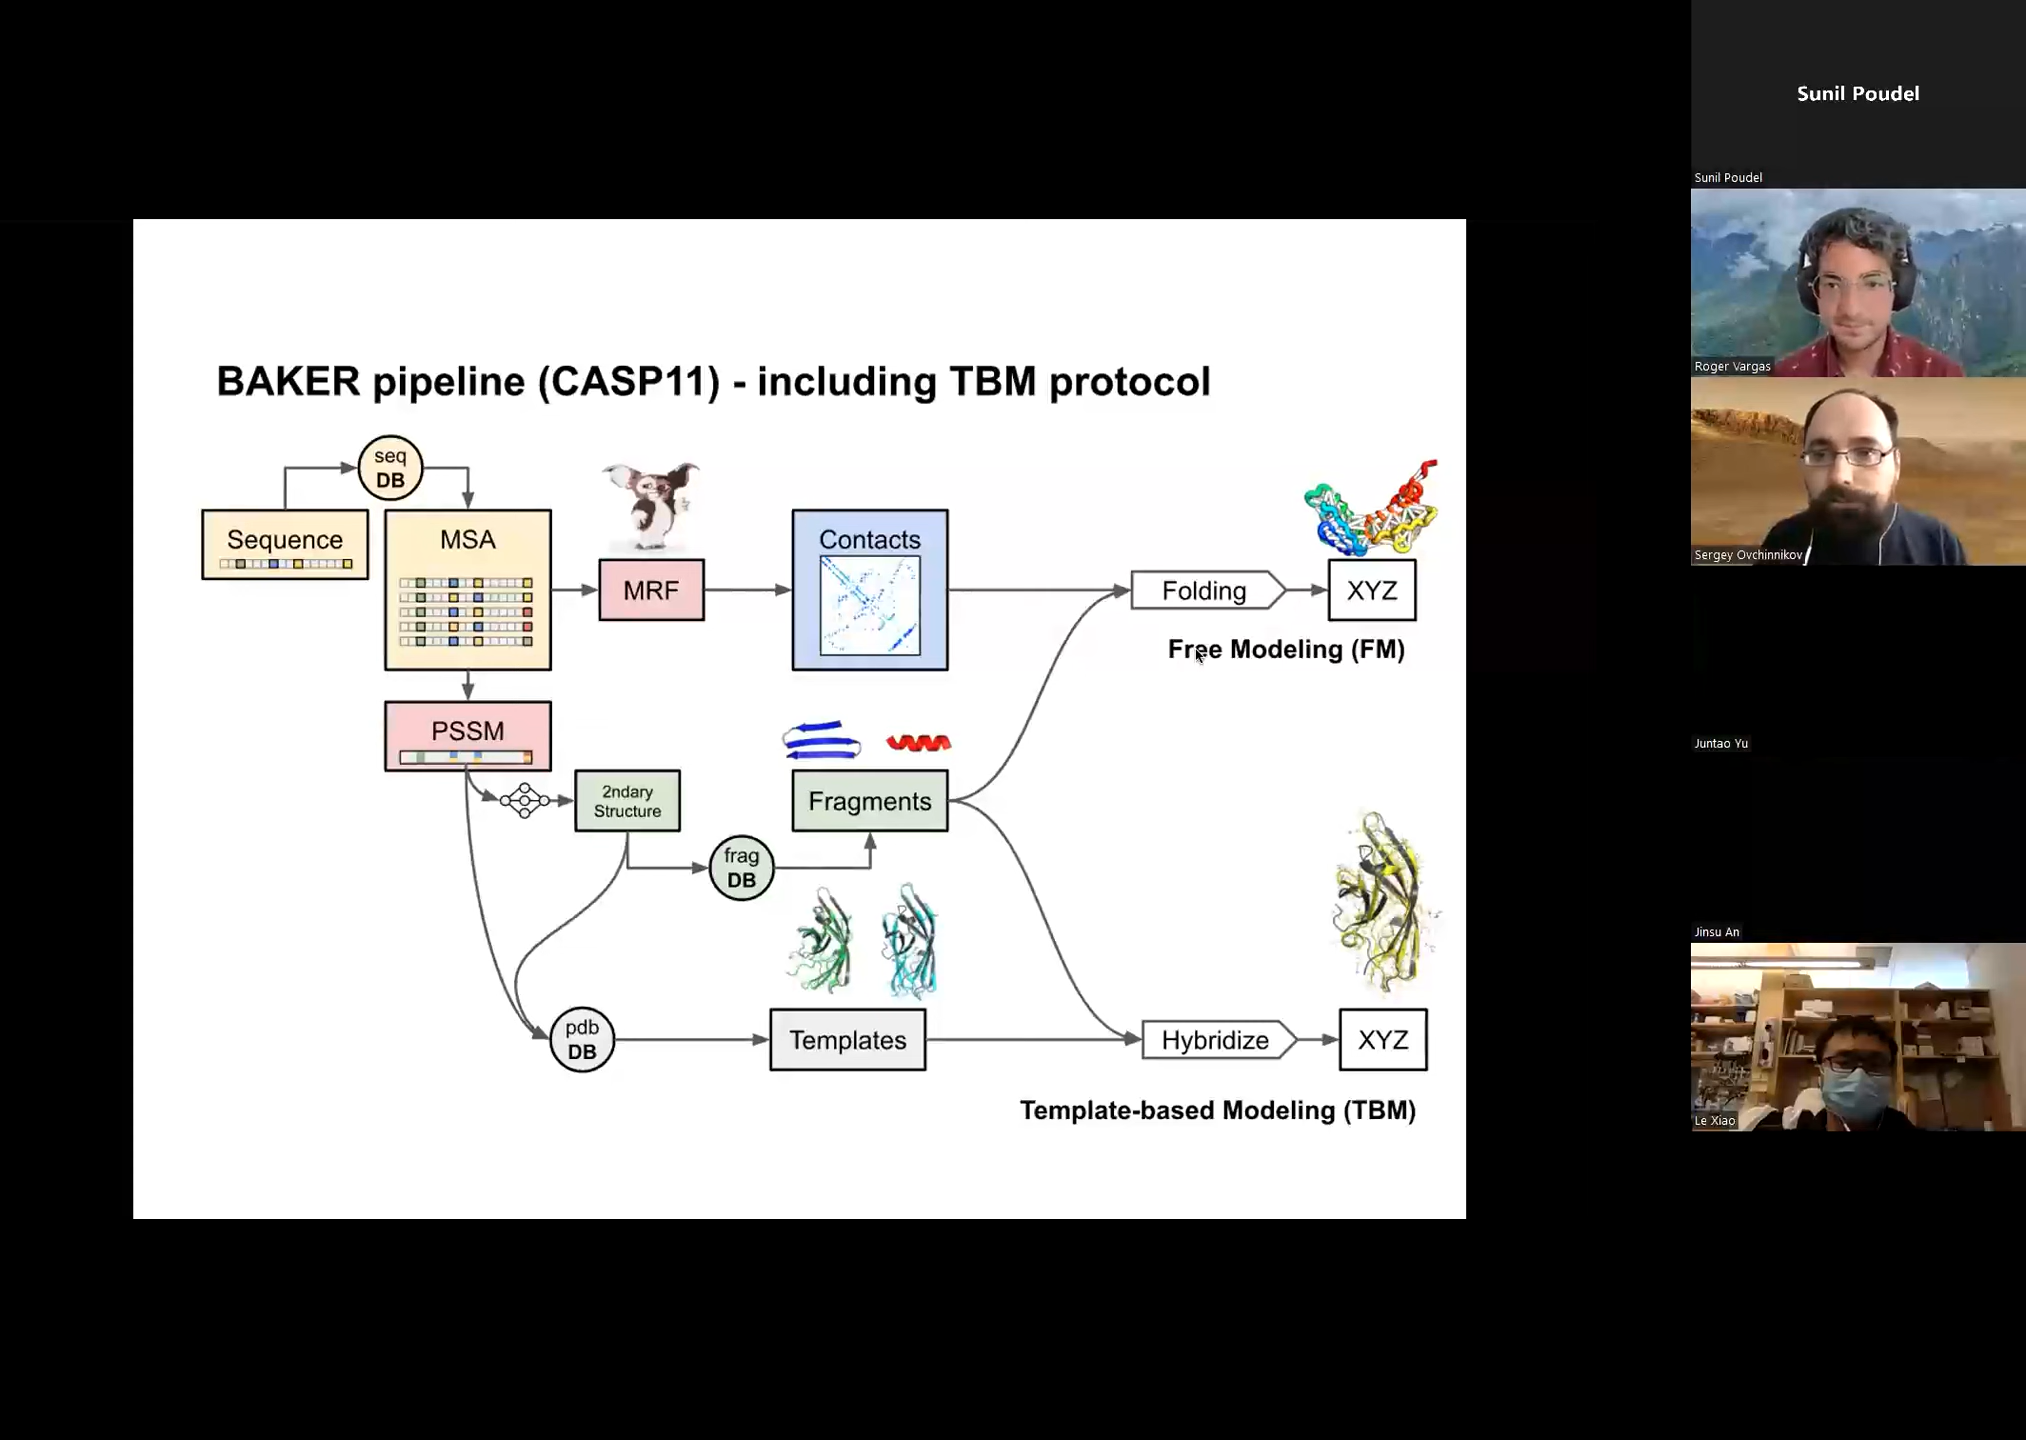 BAKER pipeline (CASP11) - including TBM protocol
seq
DB
Sequence
MSA
MRF
Contacts
Folding
XYZ
Free Modeling (FM)
PSSM
2ndary
Structure
Fragments
frag
DB
pdb
DB
Templates
Hybridize
XYZ
Template-based Modeling (TBM)
Sunil Poudel
Sunil Poudel
Roger Vargas
Sergey Ovchinnikov
Juntao Yu
Jinsu An
Le Xiao